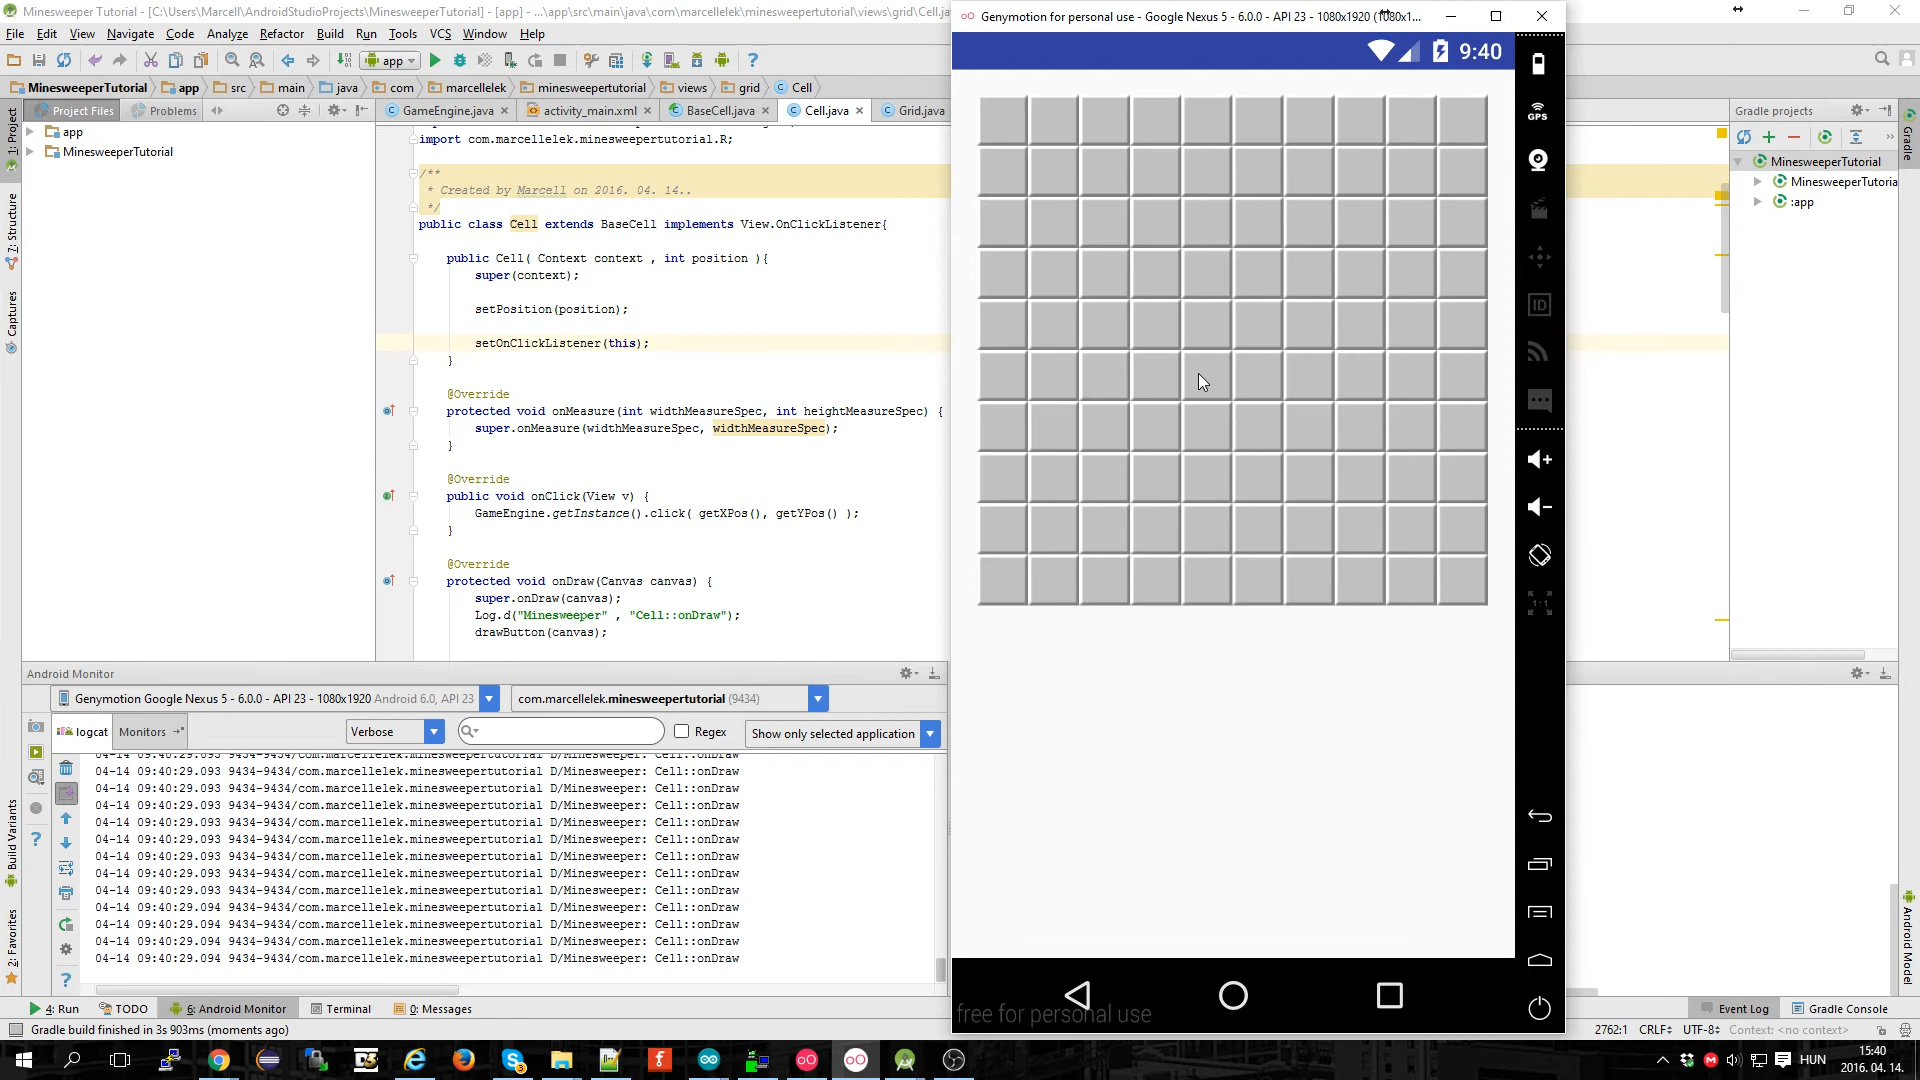 Minesweeper Tutorial - [C:\Users\Marcell\AndroidStudioProjects\MinesweeperTutorial] - [app] - ...\app\src\main\java\com\marcellelek\minesweepertutorial\views\grid\Cell.jav
File Edit View Navigate Code Analyze Refactor Build Run Tools VCS Window Help
app
MinesweeperTutorial app src main java com marcellelek minesweepertutorial views grid Cell
Project Files Problems
GameEngine.java activity_main.xml BaseCell.java Cell.java Grid.java
app
MinesweeperTutorial
1: Project
7: Structure
Captures
Build Variants
2: Favorites
import com.marcellelek.minesweepertutorial.R;
/**
* Created by Marcell on 2016. 04. 14..
*/
public class Cell extends BaseCell implements View.OnClickListener{
public Cell( Context context , int position ){
super(context);
setPosition(position);
setOnClickListener(this);
}
@Override
protected void onMeasure(int widthMeasureSpec, int heightMeasureSpec) {
super.onMeasure(widthMeasureSpec, widthMeasureSpec);
}
@Override
public void onClick(View v) {
GameEngine.getInstance().click( getXPos(), getYPos() );
}
@Override
protected void onDraw(Canvas canvas) {
super.onDraw(canvas);
Log.d("Minesweeper" , "Cell::onDraw");
drawButton(canvas);
Android Monitor
Genymotion Google Nexus 5 - 6.0.0 - API 23 - 1080x1920 Android 6.0, API 23
com.marcellelek.minesweepertutorial (9434)
logcat Monitors Verbose Regex Show only selected application
04-14 09:40:29.093 9434-9434/com.marcellelek.minesweepertutorial D/Minesweeper: Cell::onDraw
04-14 09:40:29.093 9434-9434/com.marcellelek.minesweepertutorial D/Minesweeper: Cell::onDraw
04-14 09:40:29.093 9434-9434/com.marcellelek.minesweepertutorial D/Minesweeper: Cell::onDraw
04-14 09:40:29.093 9434-9434/com.marcellelek.minesweepertutorial D/Minesweeper: Cell::onDraw
04-14 09:40:29.093 9434-9434/com.marcellelek.minesweepertutorial D/Minesweeper: Cell::onDraw
04-14 09:40:29.093 9434-9434/com.marcellelek.minesweepertutorial D/Minesweeper: Cell::onDraw
04-14 09:40:29.093 9434-9434/com.marcellelek.minesweepertutorial D/Minesweeper: Cell::onDraw
04-14 09:40:29.093 9434-9434/com.marcellelek.minesweepertutorial D/Minesweeper: Cell::onDraw
04-14 09:40:29.093 9434-9434/com.marcellelek.minesweepertutorial D/Minesweeper: Cell::onDraw
04-14 09:40:29.094 9434-9434/com.marcellelek.minesweepertutorial D/Minesweeper: Cell::onDraw
04-14 09:40:29.094 9434-9434/com.marcellelek.minesweepertutorial D/Minesweeper: Cell::onDraw
04-14 09:40:29.094 9434-9434/com.marcellelek.minesweepertutorial D/Minesweeper: Cell::onDraw
04-14 09:40:29.094 9434-9434/com.marcellelek.minesweepertutorial D/Minesweeper: Cell::onDraw
Genymotion for personal use - Google Nexus 5 - 6.0.0 - API 23 - 1080x1920 (1080x1...
9:40
GPS
ID
1:1
free for personal use
Gradle projects
MinesweeperTutorial
MinesweeperTutoria
:app
Gradle
Android Model
4: Run TODO 6: Android Monitor Terminal 0: Messages Event Log Gradle Console
Gradle build finished in 3s 903ms (moments ago) 2762:1 CRLF UTF-8 Context: <no context>
HUN 15:40
2016. 04. 14.